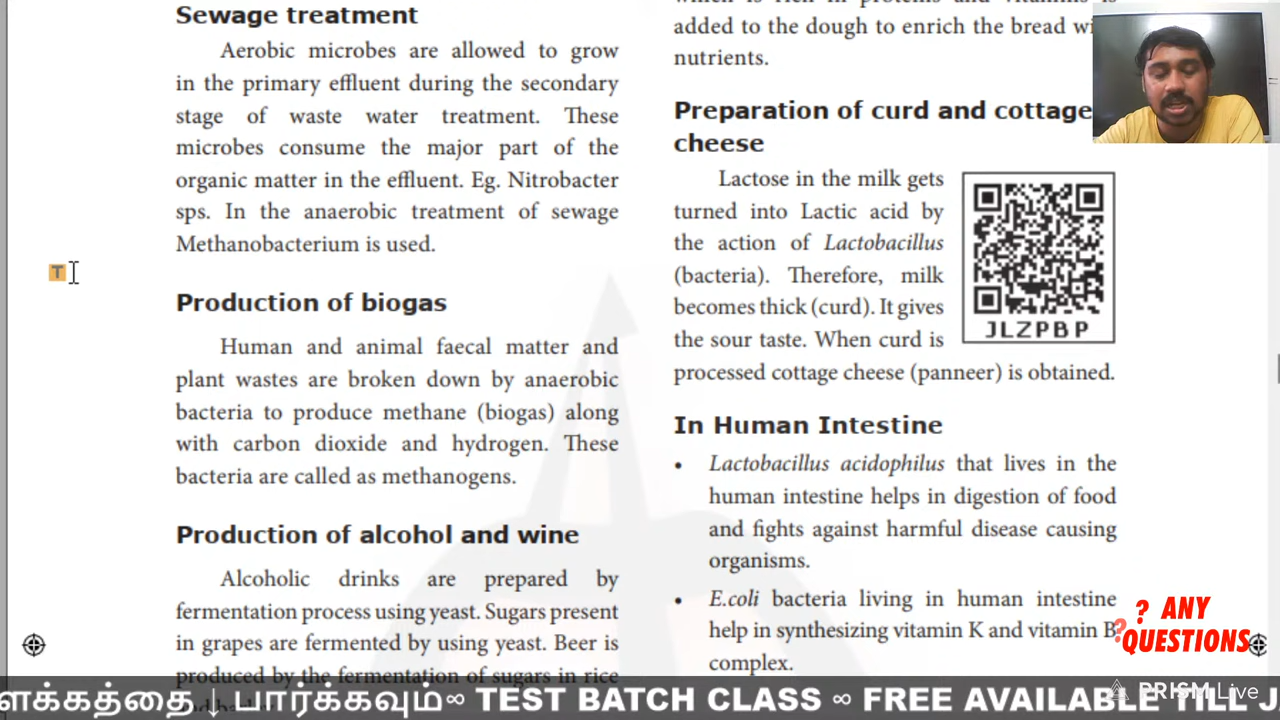 Sewage treatment
Aerobic microbes are allowed to grow
in the primary effluent during the secondary
stage of waste water treatment. These
microbes consume the major part of the
organic matter in the effluent. Eg. Nitrobacter
sps. In the anaerobic treatment of sewage
Methanobacterium is used.
T
Production of biogas
Human and animal faecal matter and
plant wastes are broken down by anaerobic
bacteria to produce methane (biogas) along
with carbon dioxide and hydrogen. These
bacteria are called as methanogens.
Production of alcohol and wine
Alcoholic drinks are prepared by
fermentation process using yeast. Sugars present
in grapes are fermented by using yeast. Beer is
produced by the fermentation of sugars in rice
added to the dough to enrich the bread
nutrients.
Preparation of curd and cottage
cheese
Lactose in the milk gets
turned into Lactic acid by
the action of Lactobacillus
(bacteria). Therefore, milk
becomes thick (curd). It gives
the sour taste. When curd is
processed cottage cheese (panneer) is obtained.
JLZPBP
In Human Intestine
• Lactobacillus acidophilus that lives in the
human intestine helps in digestion of food
and fights against harmful disease causing
organisms.
• E.coli bacteria living in human intestine
help in synthesizing vitamin K and vitamin B
complex.
? ANY
? QUESTIONS
பார்க்கவும்∞ TEST BATCH CLASS ∞ FREE AVAILABLE TILL
PRISM Live